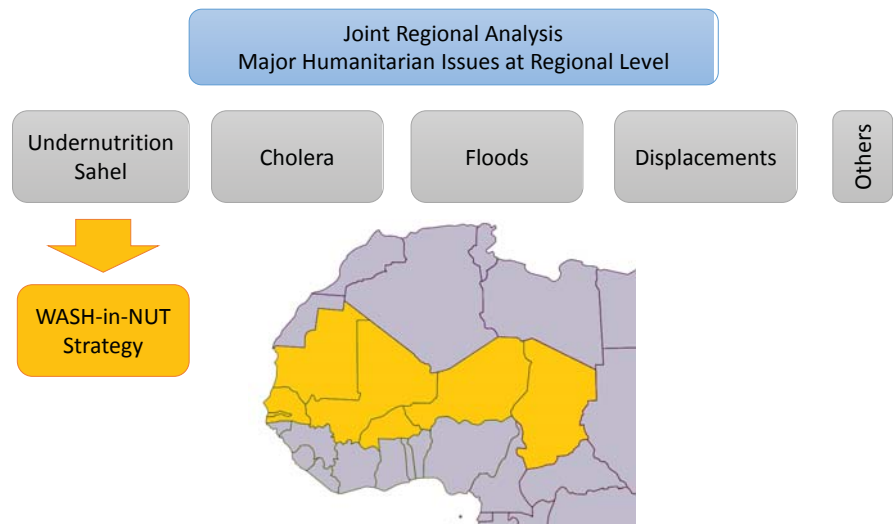 Joint Regional Analysis
Major Humanitarian Issues at Regional Level
Undernutrition
Sahel
Cholera
Floods
Displacements
Others
WASH-in-NUT
Strategy